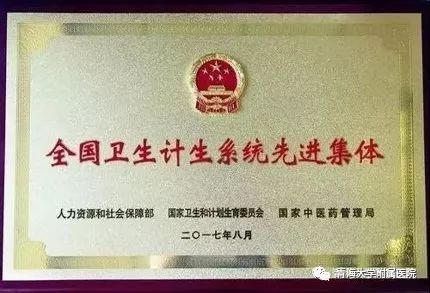 全国卫生计生系统先进集体
人力资源和社会保障部 国家卫生和计划生育委员会 国家中医药管理局
二〇一七年八月
青海大学附属医院